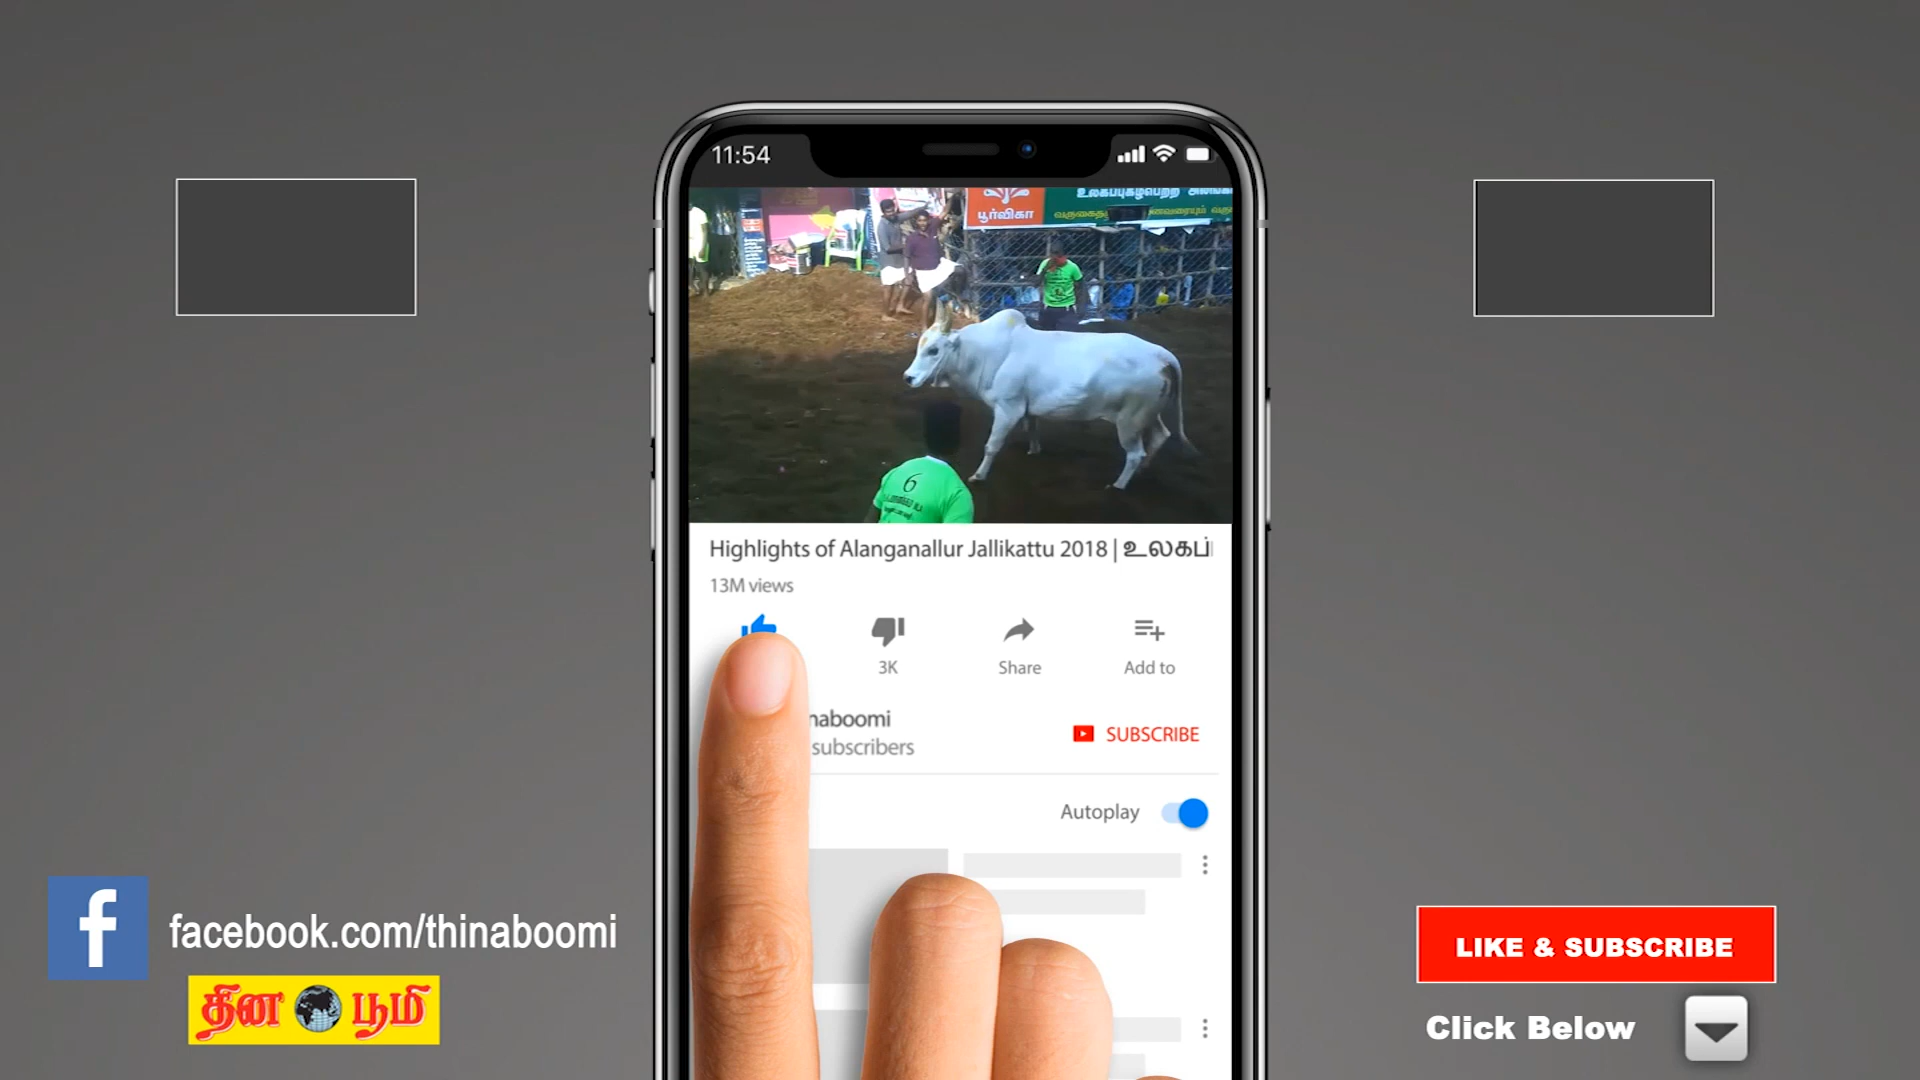 11:54
பூர்விகா
6
Highlights of Alanganallur Jallikattu 2018 | உலகப்
13M views
3K
Share
Add to
naboomi
subscribers
SUBSCRIBE
Autoplay
f
facebook.com/thinaboomi
தின பூமி
LIKE & SUBSCRIBE
Click Below